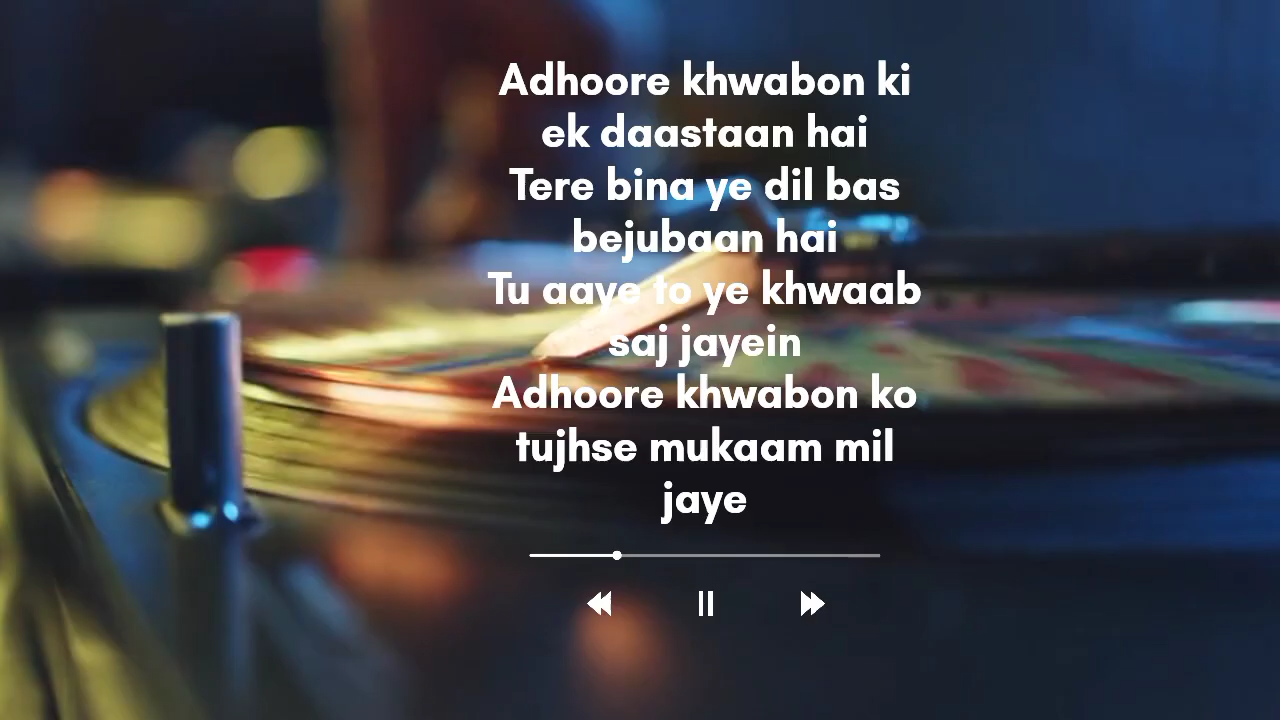 Adhoore khwabon ki
ek daastaan hai
Tere bina ye dil bas
bejubaan hai
Tu aaye to ye khwaab
saj jayein
Adhoore khwabon ko
tujhse mukaam mil
jaye